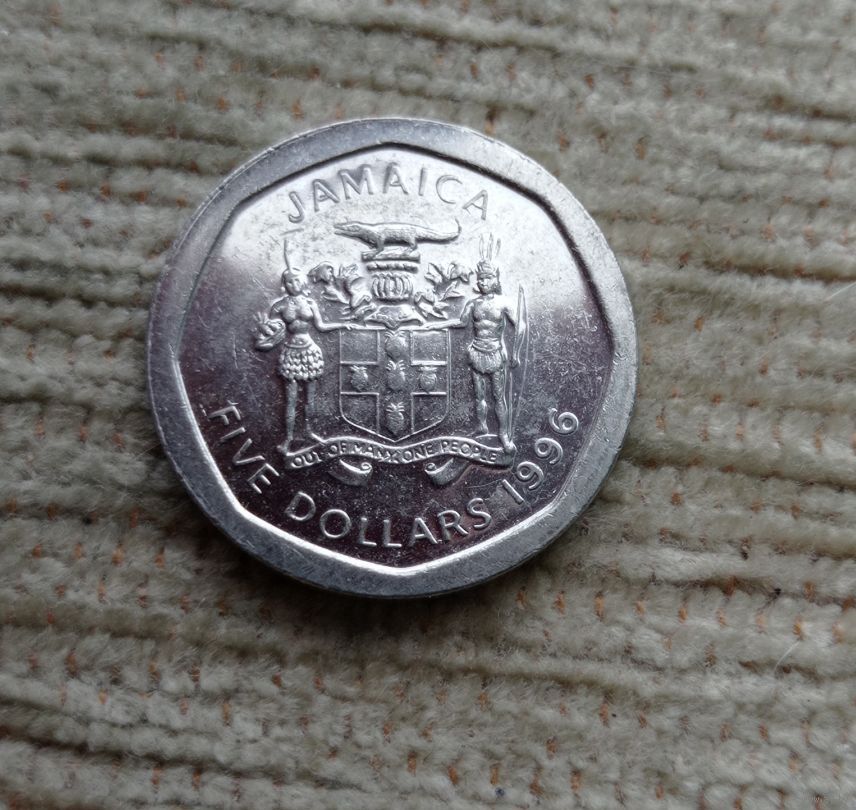 JAMAICA
OUT OF MANY, ONE PEOPLE
FIVE DOLLARS 1996